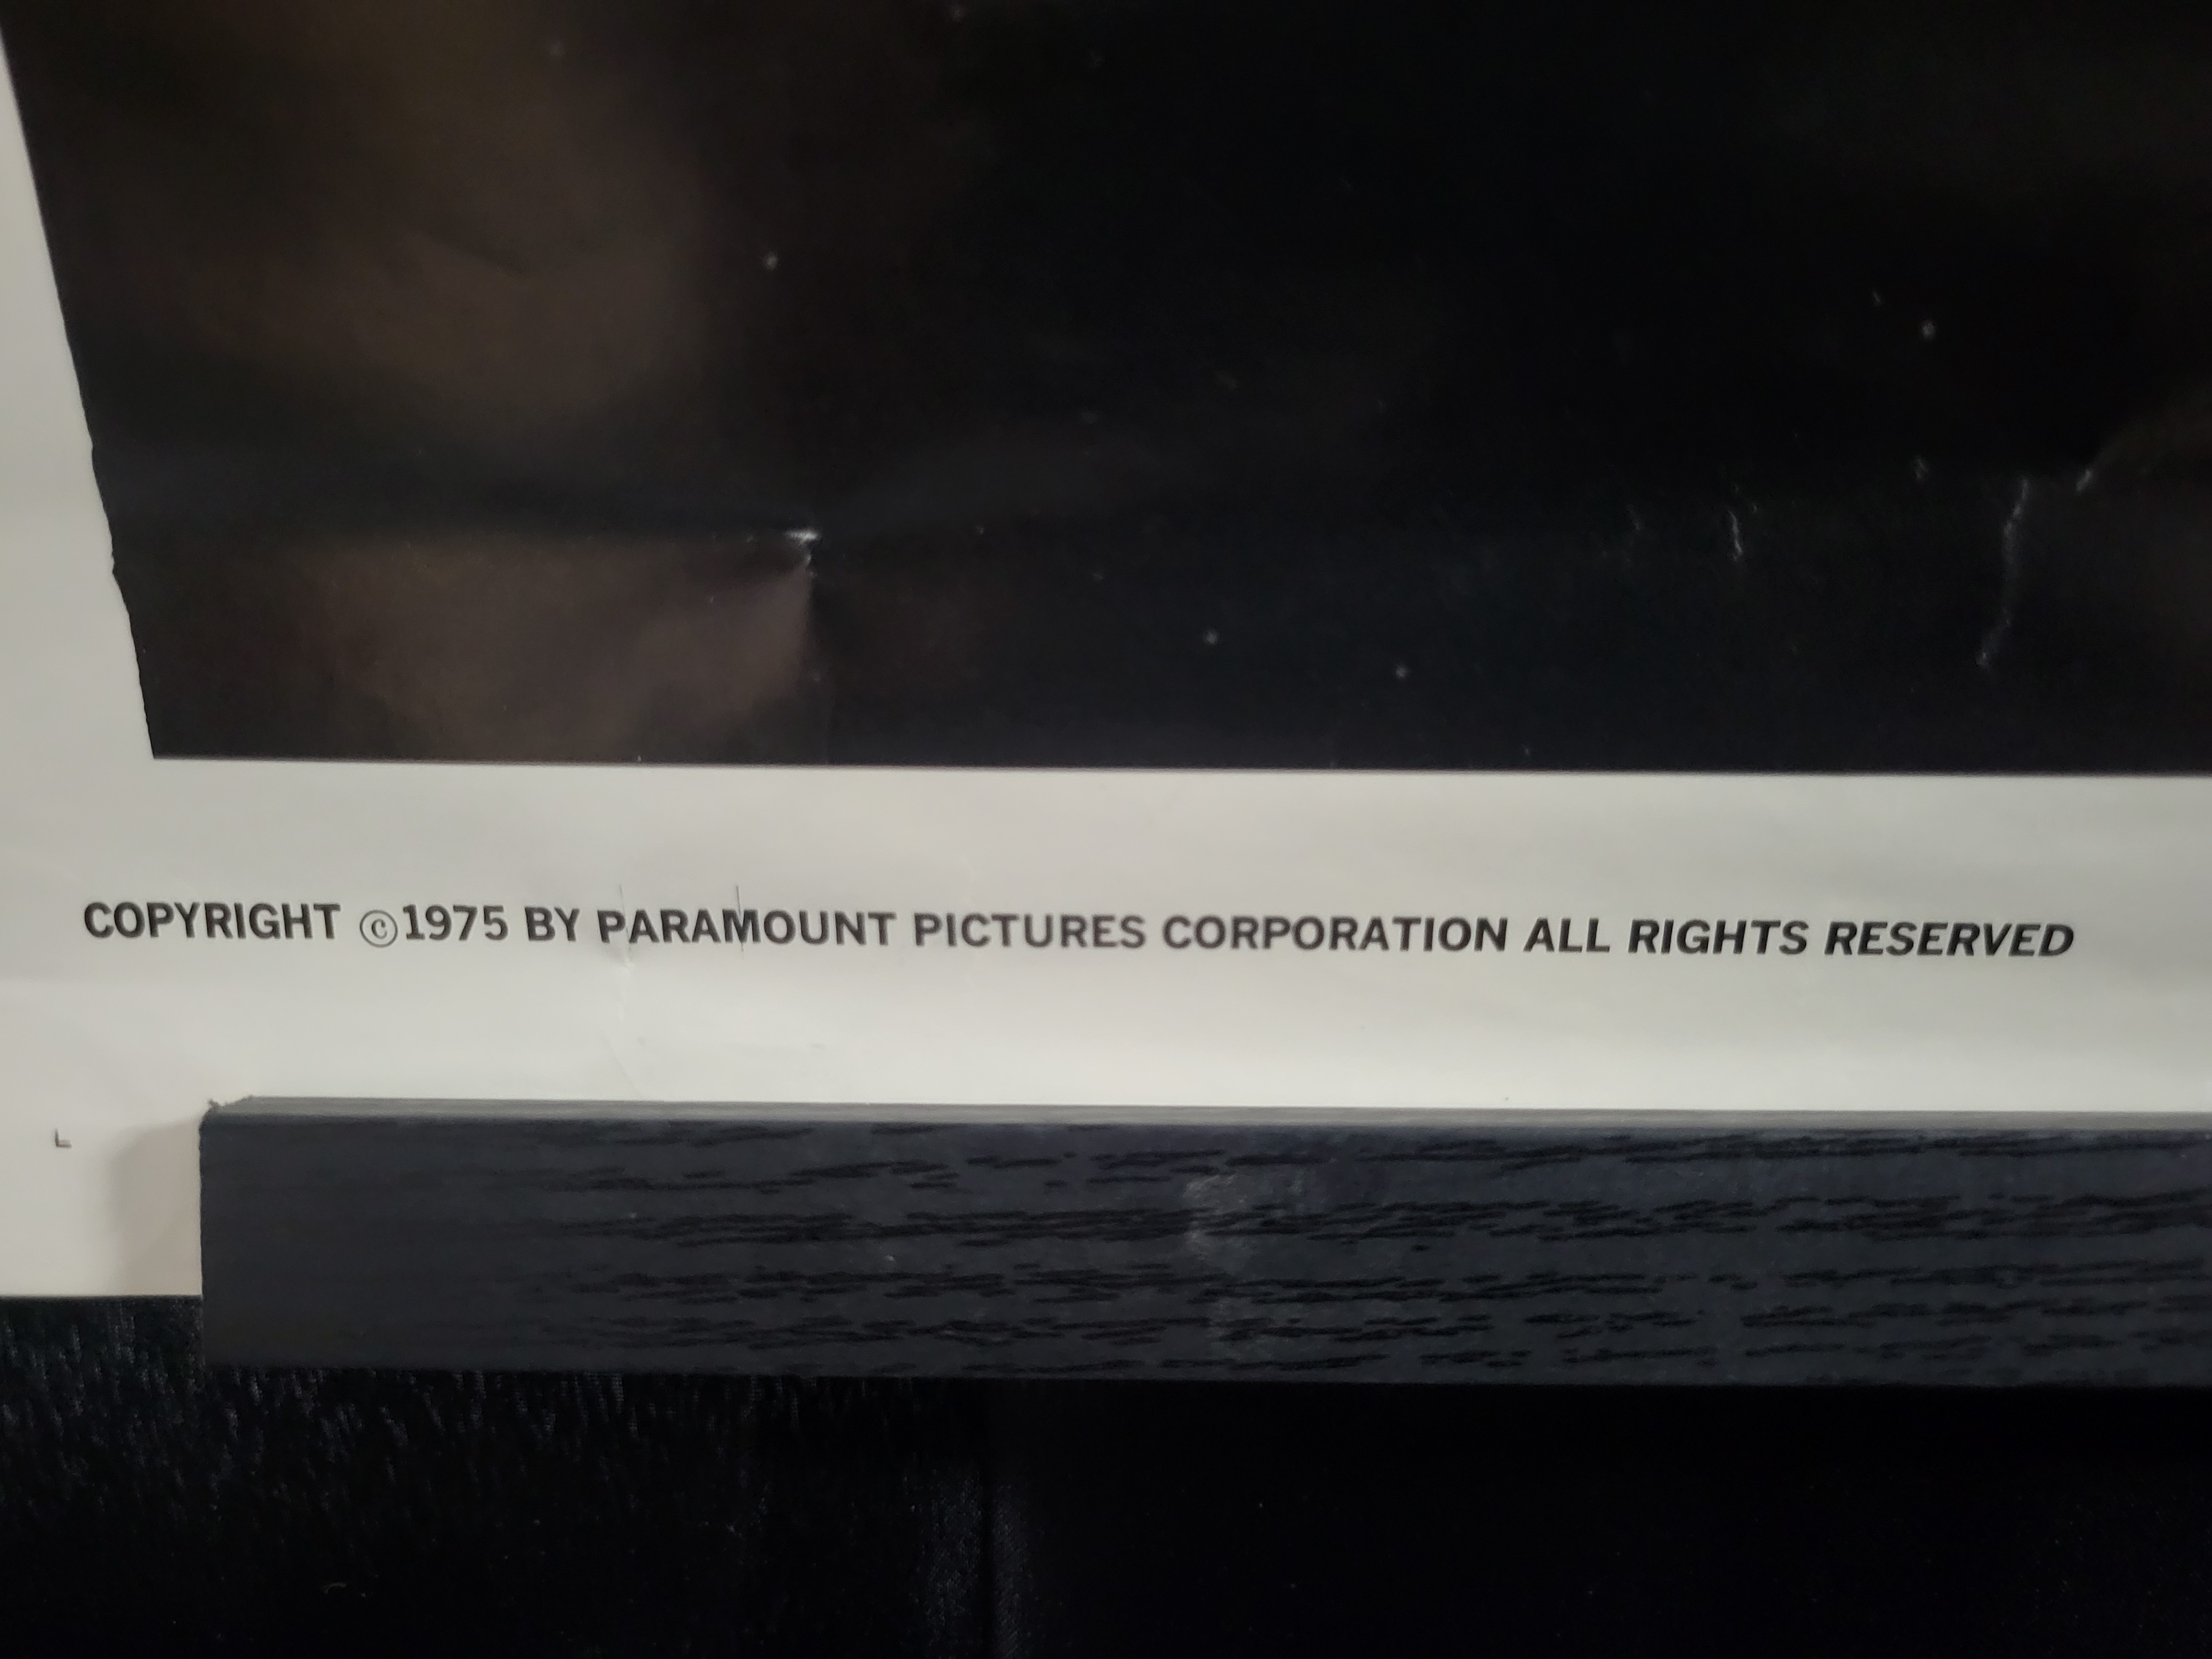 COPYRIGHT ©1975 BY PARAMOUNT PICTURES CORPORATION ALL RIGHTS RESERVED